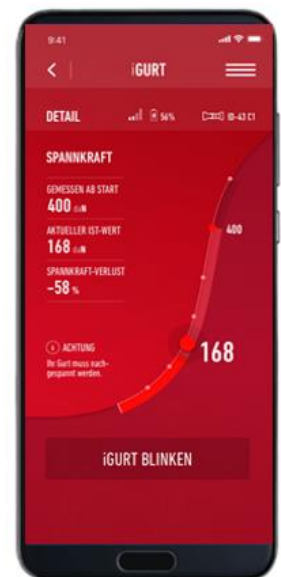 9:41
iGURT
DETAIL
56%
ID-43 C1
SPANNKRAFT
GEMESSEN AB START
400 daN
AKTUELLER IST-WERT
168 daN
SPANNKRAFT-VERLUST
-58 %
400
168
ACHTUNG
Ihr Gurt muss nach-
gespannt werden.
iGURT BLINKEN